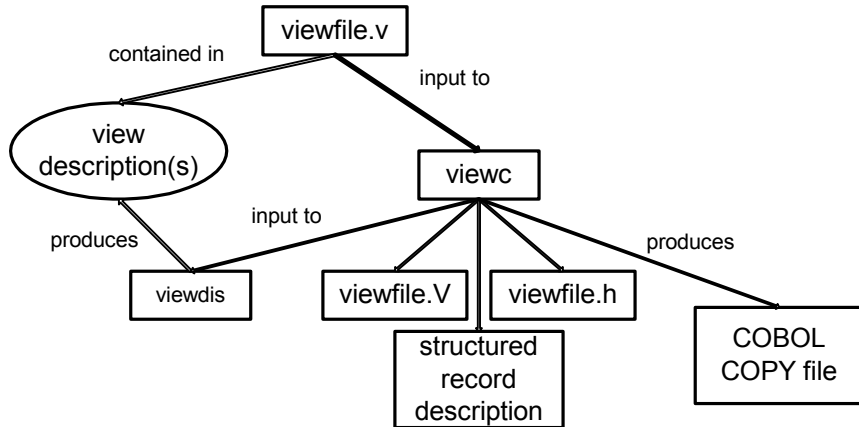 viewfile.v
contained in
input to
view
description(s)
viewc
input to
produces
produces
viewdis
viewfile.V
viewfile.h
COBOL
COPY file
structured
record
description